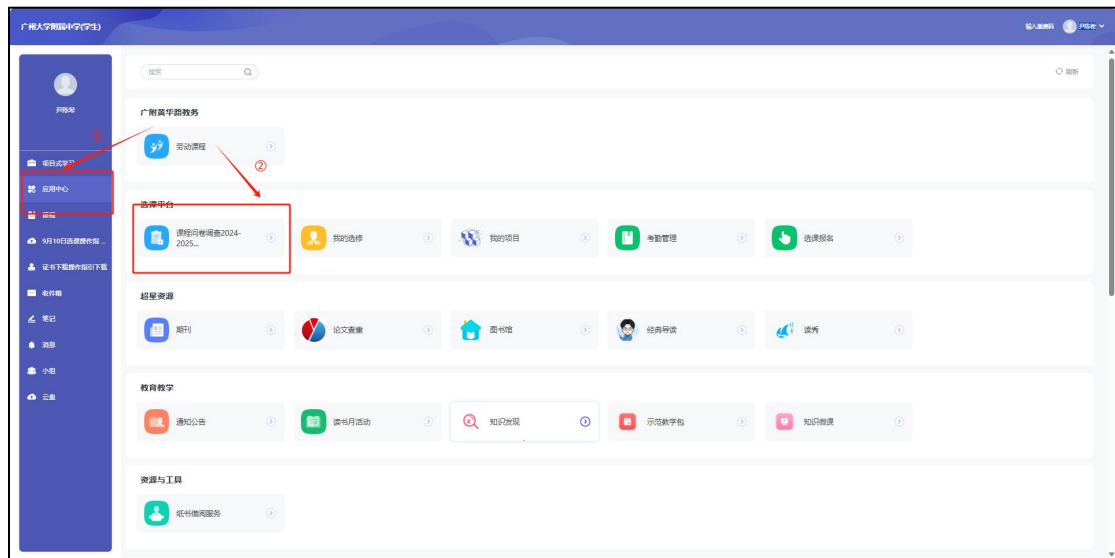 广州大学附属中学(学生)
输入邀请码
搜索
刷新
①
项目式学习
应用中心
课程
9月10日选课操作指 ...
证书下载操作指引下载
收件箱
笔记
消息
小组
云盘
广附黄华路教务
劳动课程
②
选课平台
课程问卷调查2024-
2025...
我的选修
我的项目
考勤管理
选课报名
超星资源
期刊
论文查重
图书馆
经典导读
读秀
教育教学
通知公告
读书月活动
知识发现
示范教学包
知识微课
资源与工具
纸书借阅服务